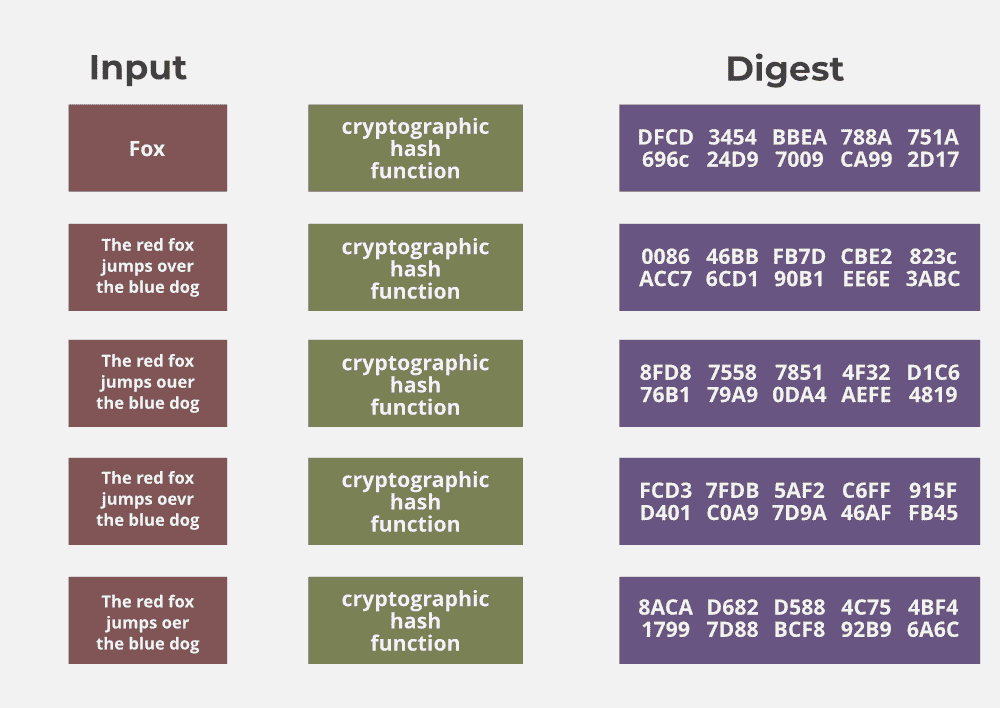 Input
Digest
Fox
cryptographic
hash
function
DFCD 3454 BBEA 788A 751A
696c 24D9 7009 CA99 2D17
The red fox
jumps over
the blue dog
cryptographic
hash
function
0086 46BB FB7D CBE2 823c
ACC7 6CD1 90B1 EE6E 3ABC
The red fox
jumps ouer
the blue dog
cryptographic
hash
function
8FD8 7558 7851 4F32 D1C6
76B1 79A9 0DA4 AEFE 4819
The red fox
jumps oevr
the blue dog
cryptographic
hash
function
FCD3 7FDB 5AF2 C6FF 915F
D401 C0A9 7D9A 46AF FB45
The red fox
jumps oer
the blue dog
cryptographic
hash
function
8ACA D682 D588 4C75 4BF4
1799 7D88 BCF8 92B9 6A6C